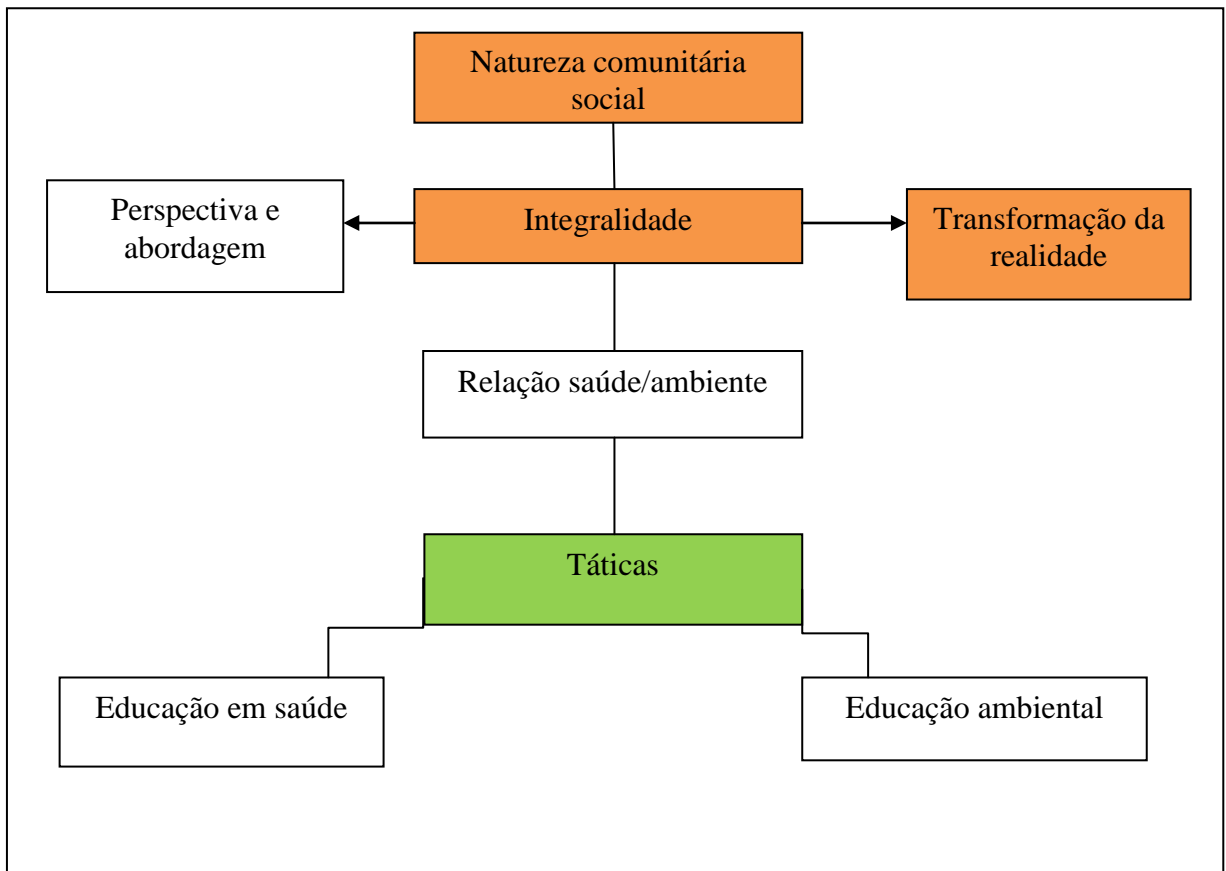 Natureza comunitária
social
Perspectiva e
abordagem
Integralidade
Transformação da
realidade
Relação saúde/ambiente
Táticas
Educação em saúde
Educação ambiental